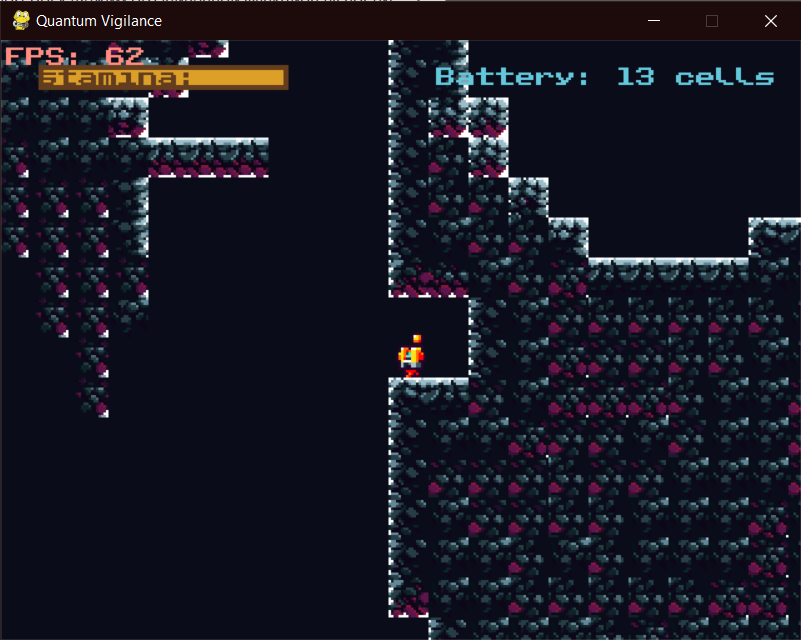 Quantum Vigilance
FPS: 62
Stamina:
Battery: 13 cells